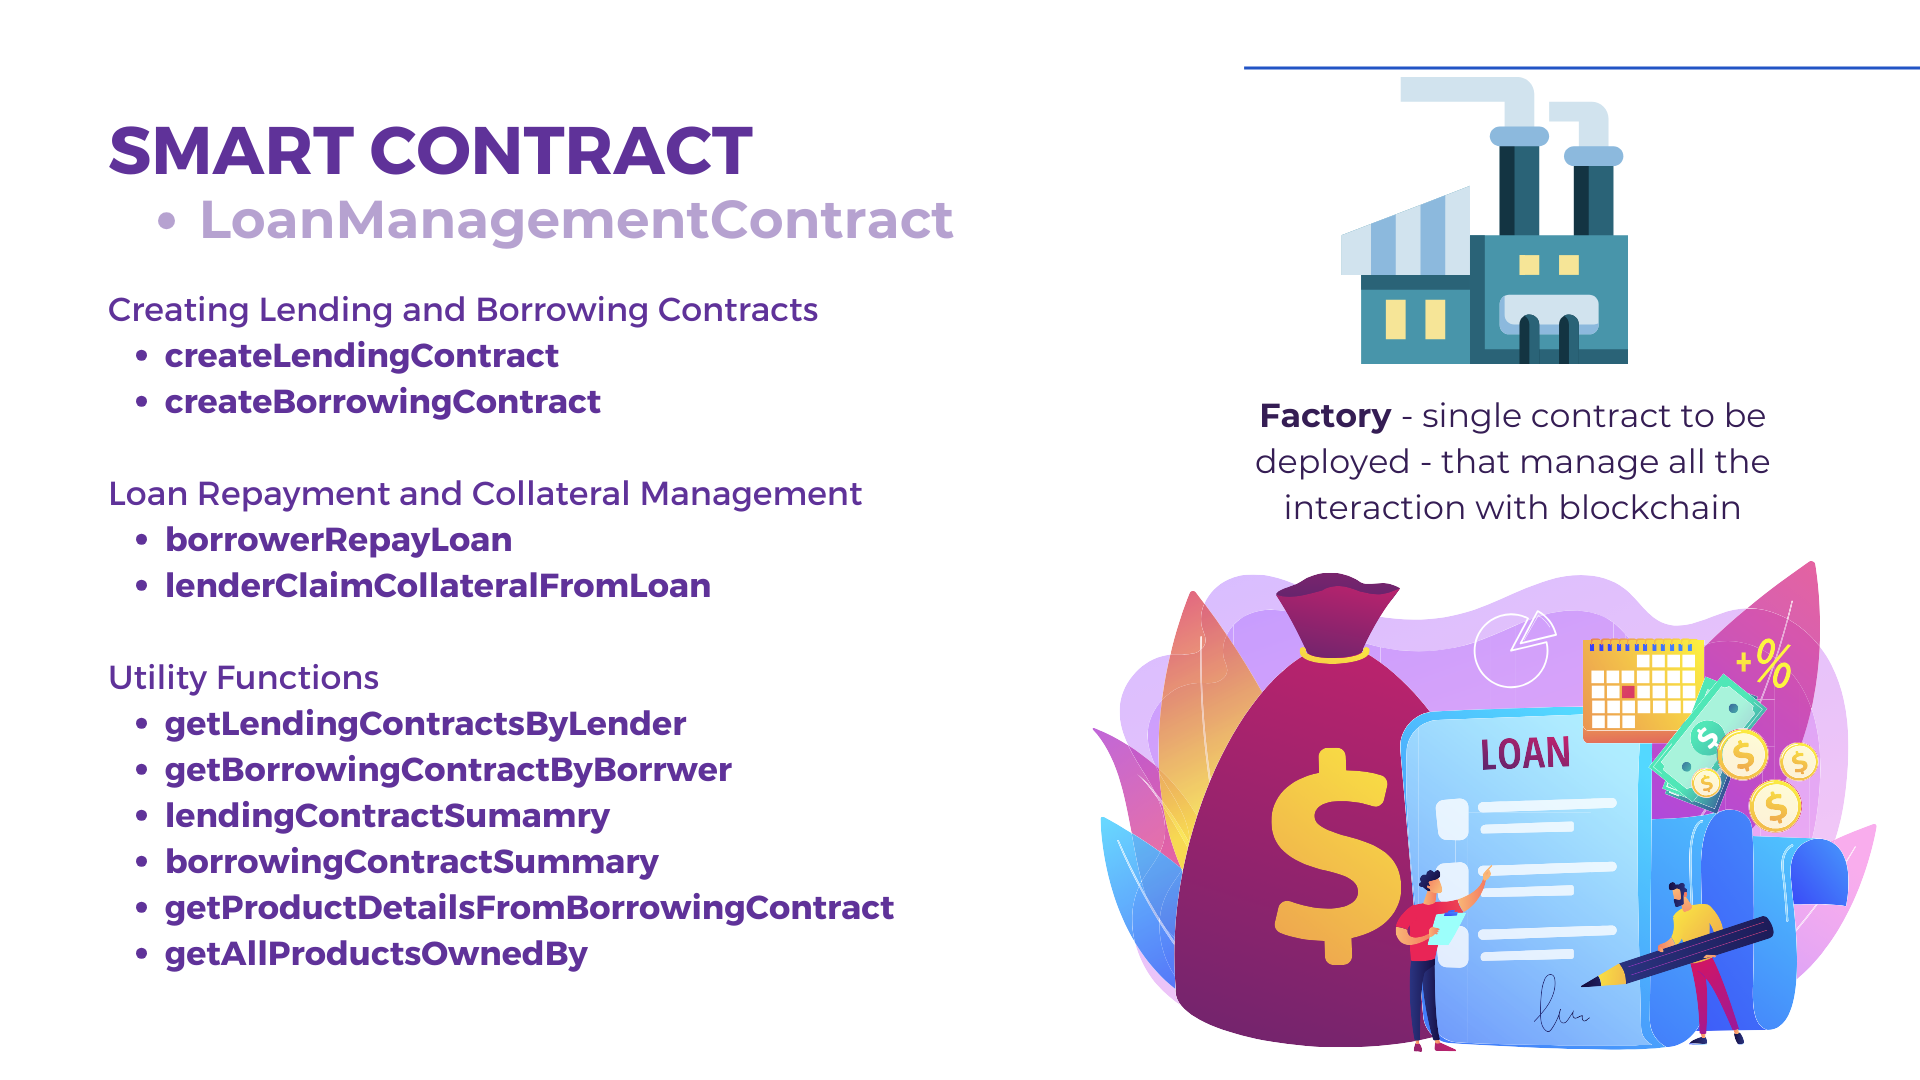 SMART CONTRACT
• LoanManagementContract
Creating Lending and Borrowing Contracts
• createLendingContract
• createBorrowingContract
Loan Repayment and Collateral Management
• borrowerRepayLoan
• lenderClaimCollateralFromLoan
Utility Functions
• getLendingContractsByLender
• getBorrowingContractByBorrwer
• lendingContractSumamry
• borrowingContractSummary
• getProductDetailsFromBorrowingContract
• getAllProductsOwnedBy
Factory - single contract to be
deployed - that manage all the
interaction with blockchain
+%
LOAN
$
$
$
$
$
$